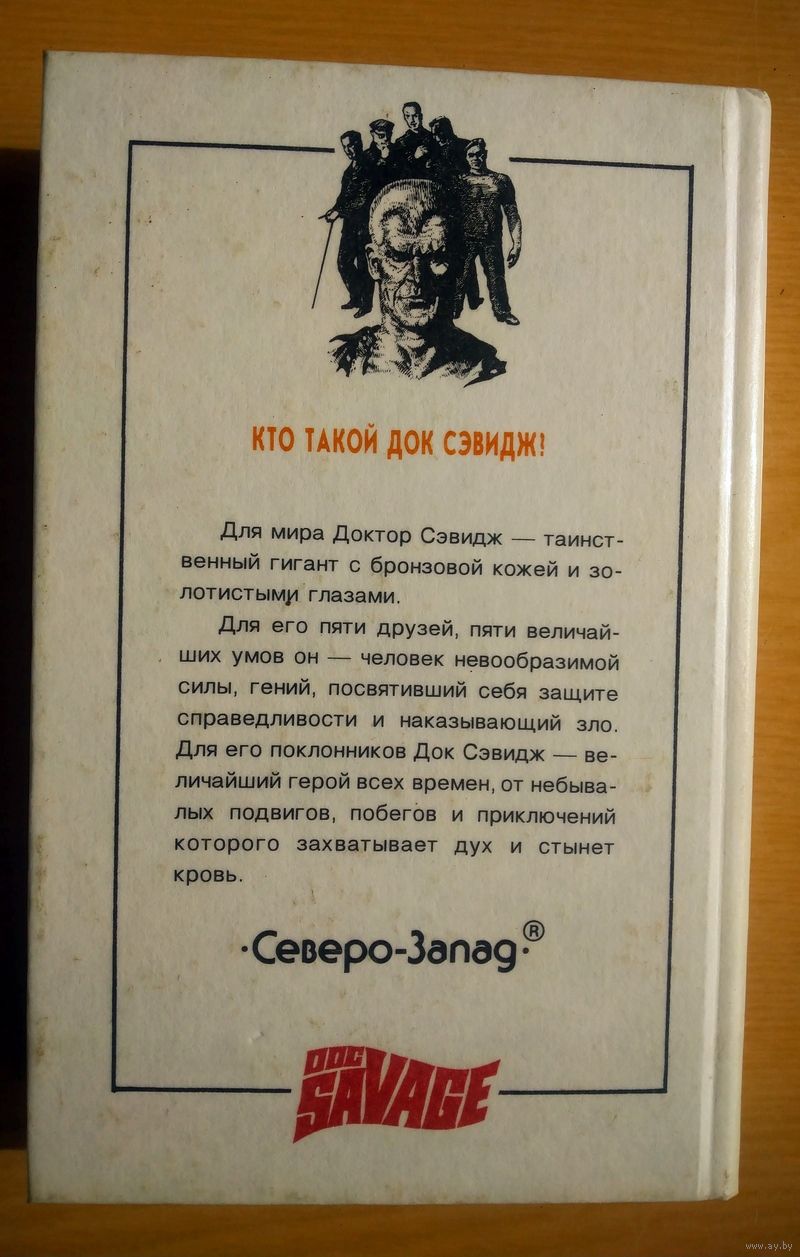 КТО ТАКОЙ ДОК СЭВИДЖ?
Для мира Доктор Сэвидж — таинст-
венный гигант с бронзовой кожей и зо-
лотистыми глазами.
Для его пяти друзей, пяти величай-
ших умов он — человек невообразимой
силы, гений, посвятивший себя защите
справедливости и наказывающий зло.
Для его поклонников Док Сэвидж — ве-
личайший герой всех времен, от небыва-
лых подвигов, побегов и приключений
которого захватывает дух и стынет
кровь.
·Северо-Запад·®
DOC
SAVAGE
www.ay.by